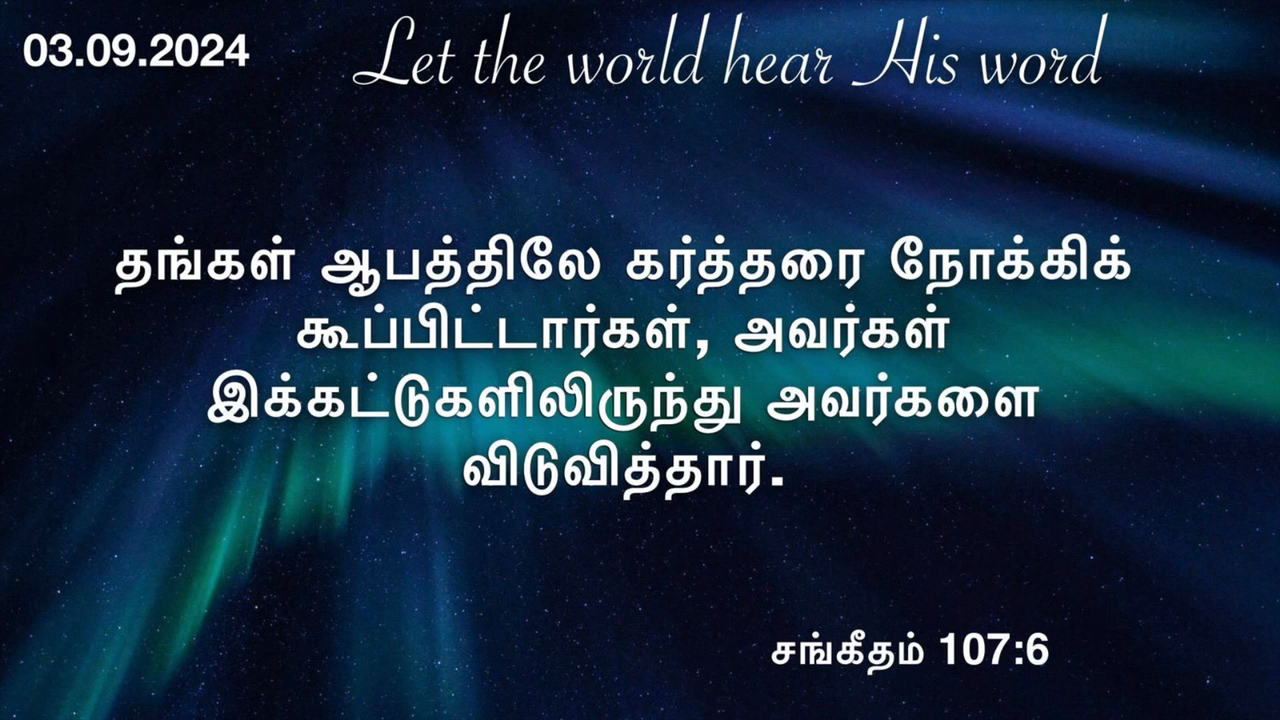 03.09.2024
Let the world hear His word
தங்கள் ஆபத்திலே கர்த்தரை நோக்கிக்
கூப்பிட்டார்கள், அவர்கள்
இக்கட்டுகளிலிருந்து அவர்களை
விடுவித்தார்.
சங்கீதம் 107:6